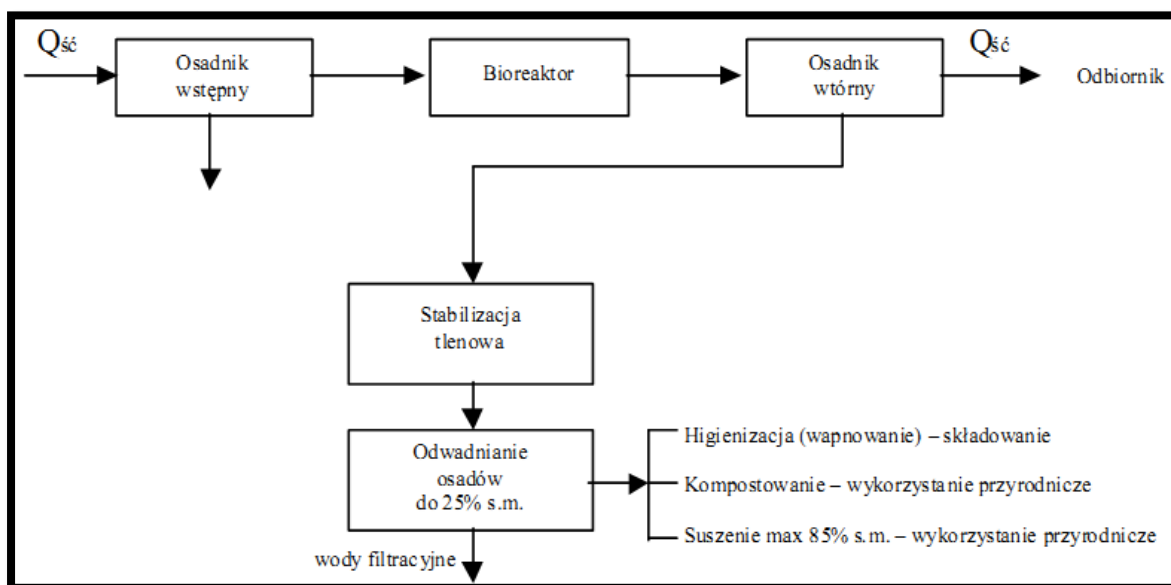 Qść
Osadnik
wstępny
Bioreaktor
Osadnik
wtórny
Qść
Odbiornik
Stabilizacja
tlenowa
Odwadnianie
osadów
do 25% s.m.
Higienizacja (wapnowanie) – składowanie
Kompostowanie – wykorzystanie przyrodnicze
Suszenie max 85% s.m. – wykorzystanie przyrodnicze
wody filtracyjne